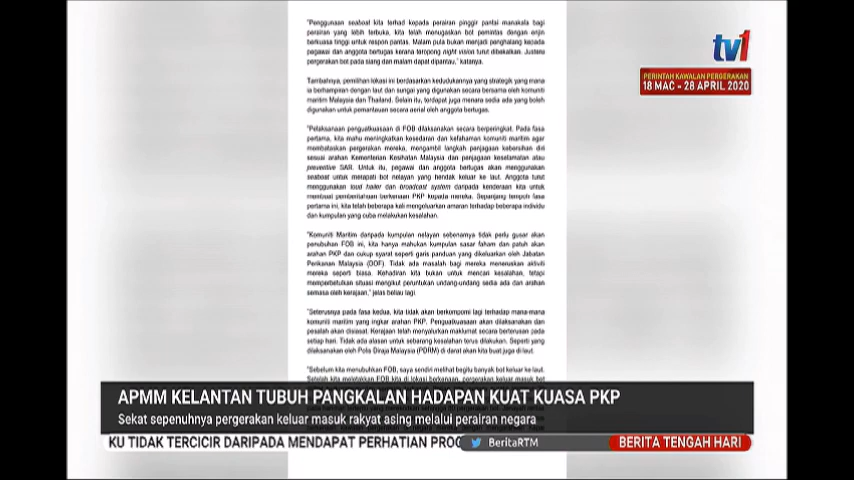 "Penggunaan seaboat kita terhad kepada perairan pinggir pantai manakala bagi
perairan yang lebih terbuka, kita telah menugaskan bot pemintas dengan enjin
berkuasa tinggi untuk respon pantas. Malam pula bukan menjadi penghalang kepada
pegawai dan anggota bertugas kerana teropong night vision turut dibekalkan. Justeru
pergerakan bot pada siang dan malam dapat dipantau," katanya.
Tambahnya, pemilihan lokasi ini berdasarkan kedudukannya yang strategik yang mana
ia berhampiran dengan laut dan sungai yang digunakan secara bersama oleh komuniti
maritim Malaysia dan Thailand. Selain itu, terdapat juga menara sedia ada yang boleh
digunakan untuk pemantauan secara aerial oleh anggota bertugas.
"Pelaksanaan penguatkuasaan di FOB dilaksanakan secara berperingkat. Pada fasa
pertama, kita mahu meningkatkan kesedaran dan kefahaman komuniti maritim agar
membataskan pergerakan mereka, mengambil langkah penjagaan kebersihan diri
sesuai arahan Kementerian Kesihatan Malaysia dan penjagaan keselamatan atau
preventive SAR. Untuk itu, pegawai dan anggota bertugas akan menggunakan
seaboat untuk merapati bot nelayan yang hendak keluar ke laut. Anggota turut
menggunakan loud hailer dan broadcast system daripada kenderaan kita untuk
membuat pemberitahuan berkenaan PKP kepada mereka. Sepanjang tempoh fasa
pertama ini, kita telah beberapa kali mengeluarkan amaran terhadap beberapa individu
dan kumpulan yang cuba melakukan kesalahan.
"Komuniti Maritim daripada kumpulan nelayan sebenarnya tidak perlu gusar akan
penubuhan FOB ini, kita hanya mahukan kumpulan sasar faham dan patuh akan
arahan PKP dan cukup syarat seperti garis panduan yang dikeluarkan oleh Jabatan
Perikanan Malaysia (DOF). Tidak ada masalah bagi mereka meneruskan aktiviti
mereka seperti biasa. Kehadiran kita bukan untuk mencari kesalahan, tetapi
memperbetulkan situasi mengikut peruntukan undang-undang sedia ada dan arahan
semasa oleh kerajaan," jelas beliau lagi.
"Seterusnya pada fasa kedua, kita tidak akan berkompromi lagi terhadap mana-mana
komuniti maritim yang ingkar arahan PKP. Penguatkuasaan akan dilaksanakan dan
pesalah akan disiasat. Kerajaan telah menyalurkan maklumat secara berterusan pada
setiap hari. Tidak ada alasan untuk sebarang kesalahan terus dilakukan. Seperti yang
dilaksanakan oleh Polis Diraja Malaysia (PDRM) di darat akan kita buat juga di laut.
"Sebelum kita menubuhkan FOB, saya sendiri melihat begitu banyak bot keluar ke laut.
Setelah kita meletakkan FOB kita di lokasi berkenaan, pergerakan keluar masuk bot
tv1
PERINTAH KAWALAN PERGERAKAN
18 MAC - 28 APRIL 2020
APMM KELANTAN TUBUH PANGKALAN HADAPAN KUAT KUASA PKP
Sekat sepenuhnya pergerakan keluar masuk rakyat asing melalui perairan negara
KU TIDAK TERCICIR DARIPADA MENDAPAT PERHATIAN
BeritaRTM
BERITA TENGAH HARI